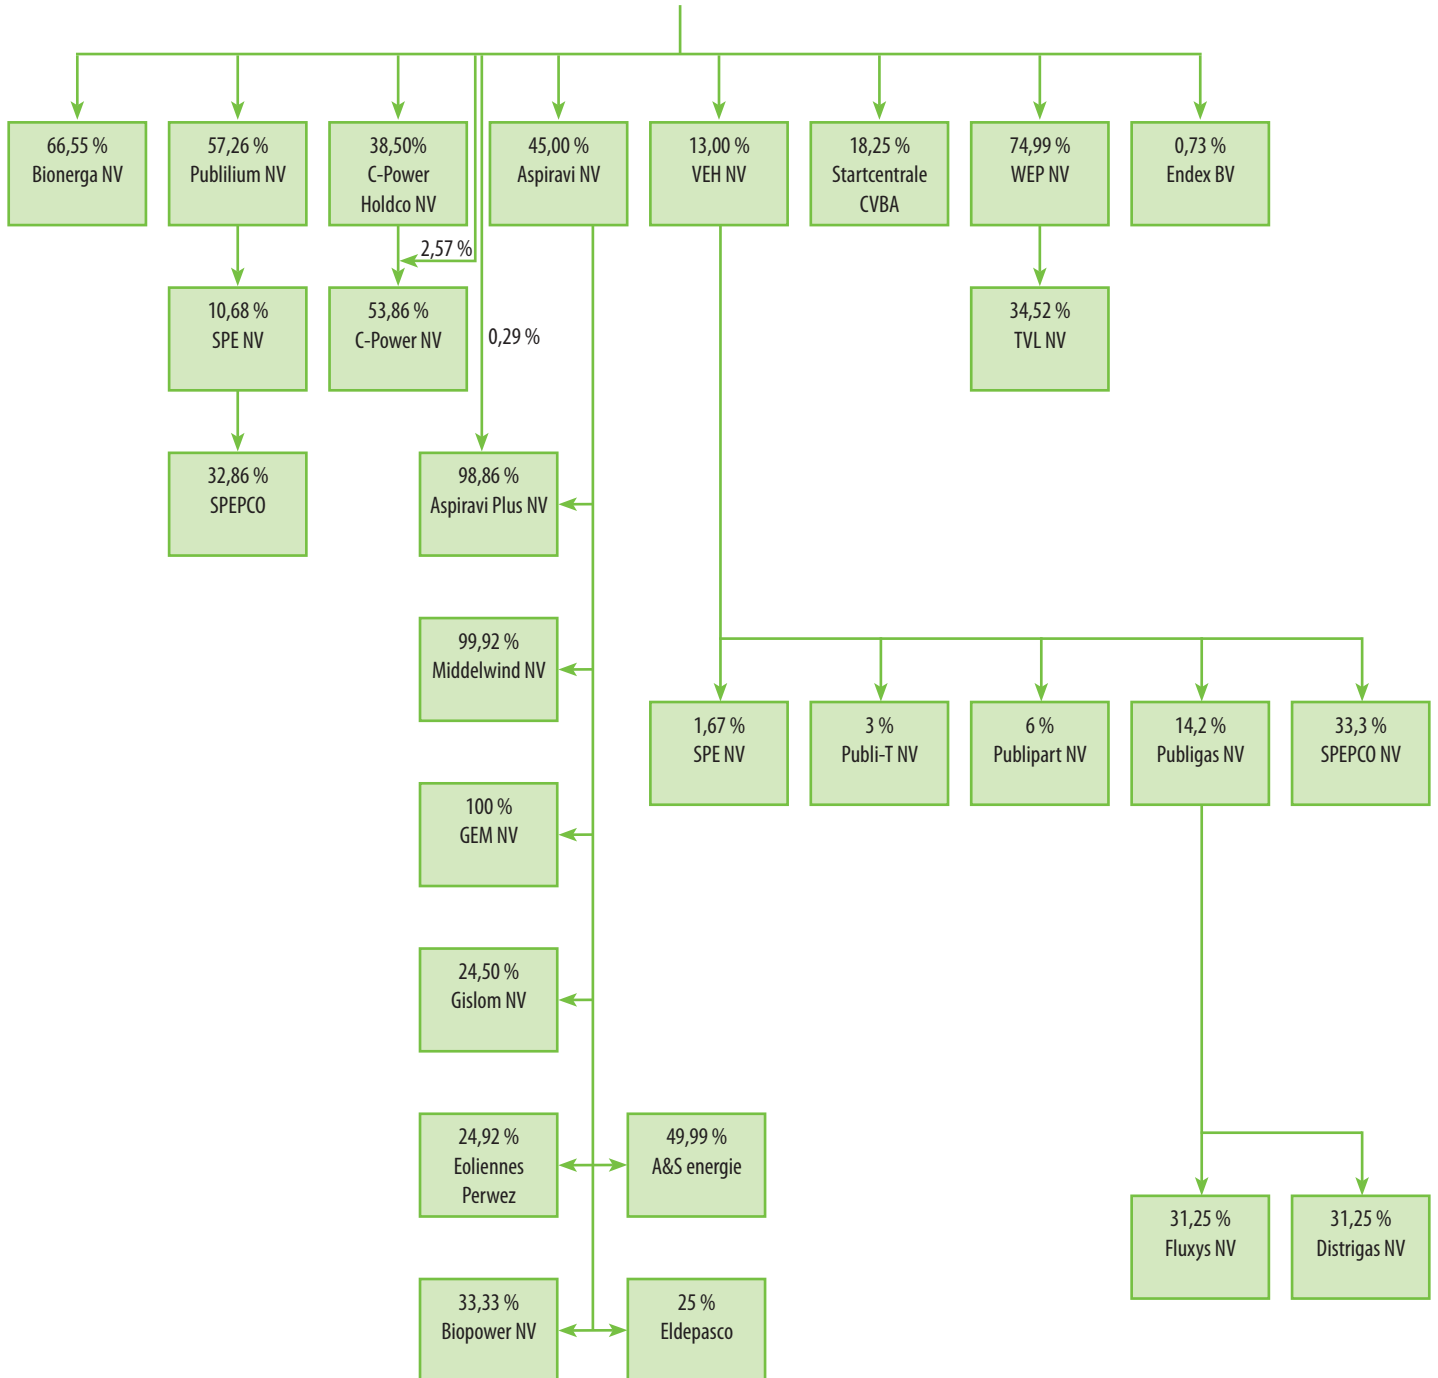 66,55 %
Bionerga NV
57,26 %
Publilium NV
38,50%
C-Power
Holdco NV
45,00 %
Aspiravi NV
13,00 %
VEH NV
18,25 %
Startcentrale
CVBA
74,99 %
WEP NV
0,73 %
Endex BV
2,57 %
10,68 %
SPE NV
53,86 %
C-Power NV
0,29 %
34,52 %
TVL NV
32,86 %
SPEPCO
98,86 %
Aspiravi Plus NV
99,92 %
Middelwind NV
1,67 %
SPE NV
3 %
Publi-T NV
6 %
Publipart NV
14,2 %
Publigas NV
33,3 %
SPEPCO NV
100 %
GEM NV
24,50 %
Gislom NV
24,92 %
Eoliennes
Perwez
49,99 %
A&S energie
31,25 %
Fluxys NV
31,25 %
Distrigas NV
33,33 %
Biopower NV
25 %
Eldepasco